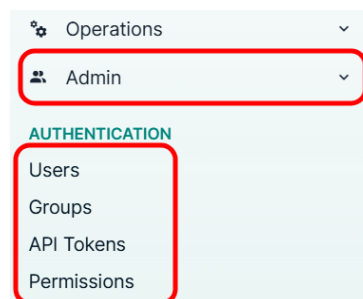 Operations
Admin
AUTHENTICATION
Users
Groups
API Tokens
Permissions